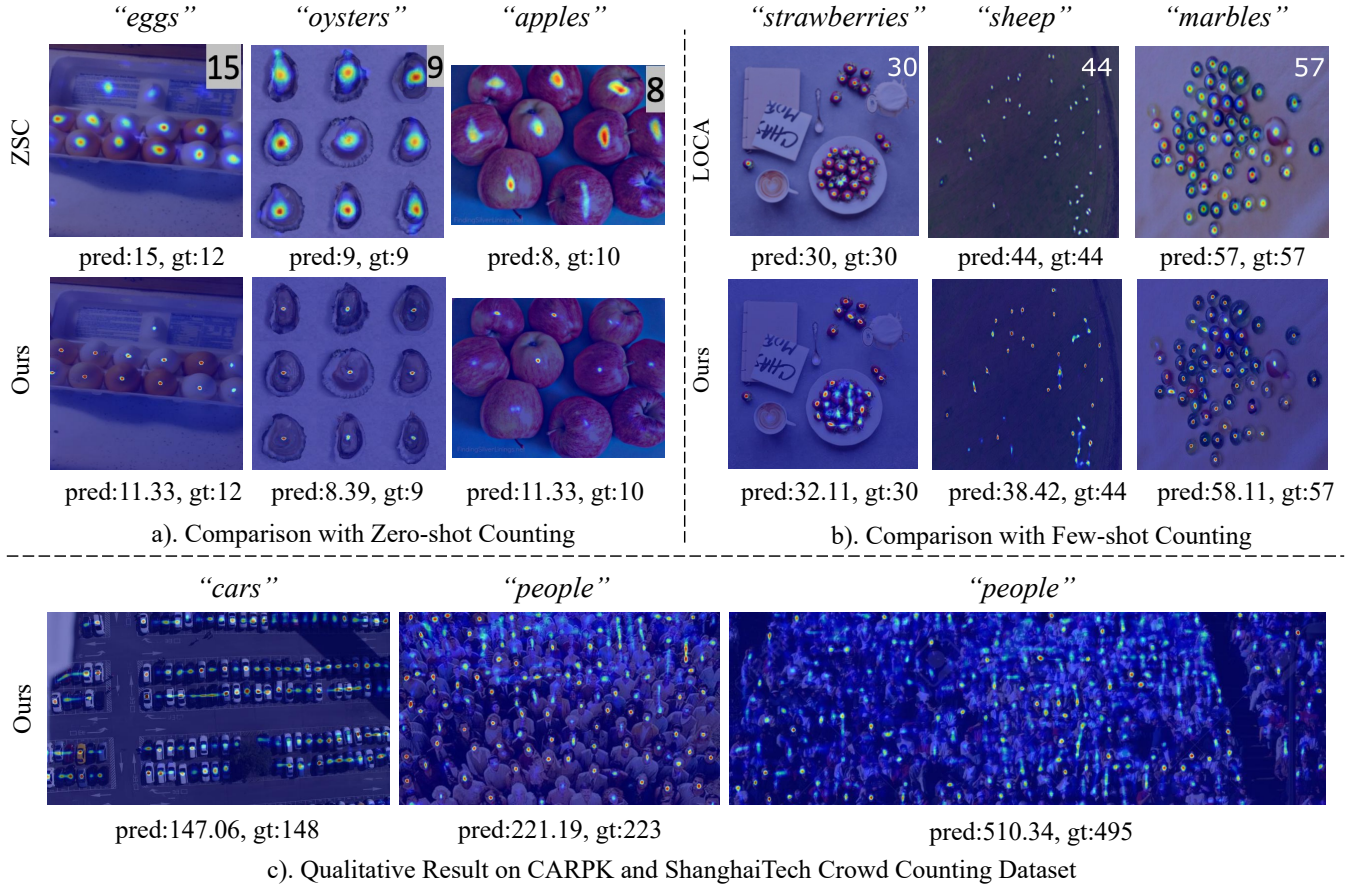 “eggs” “oysters” “apples” “strawberries” “sheep” “marbles”
ZSC 15 9 8 LOCA 30 44 57
pred:15, gt:12 pred:9, gt:9 pred:8, gt:10 pred:30, gt:30 pred:44, gt:44 pred:57, gt:57
Ours Ours
pred:11.33, gt:12 pred:8.39, gt:9 pred:11.33, gt:10 pred:32.11, gt:30 pred:38.42, gt:44 pred:58.11, gt:57
a). Comparison with Zero-shot Counting b). Comparison with Few-shot Counting
“cars” “people” “people”
Ours
pred:147.06, gt:148 pred:221.19, gt:223 pred:510.34, gt:495
c). Qualitative Result on CARPK and ShanghaiTech Crowd Counting Dataset